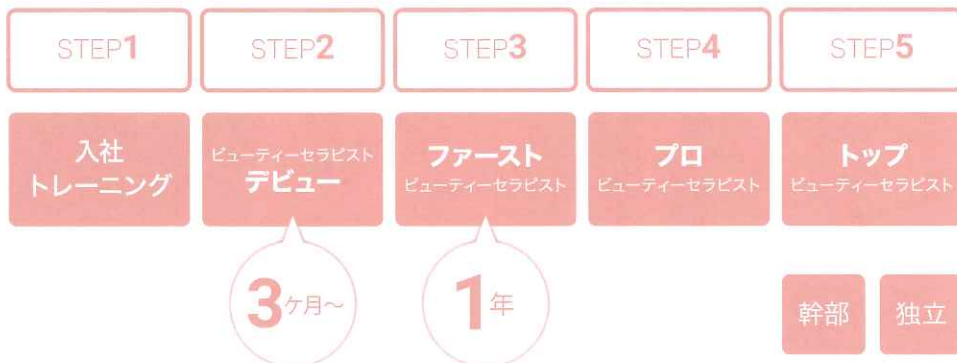 STEP1
STEP2
STEP3
STEP4
STEP5
入社
トレーニング
ビューティーセラピスト
デビュー
ファースト
ビューティーセラピスト
プロ
ビューティーセラピスト
トップ
ビューティーセラピスト
3ヶ月〜
1年
幹部
独立